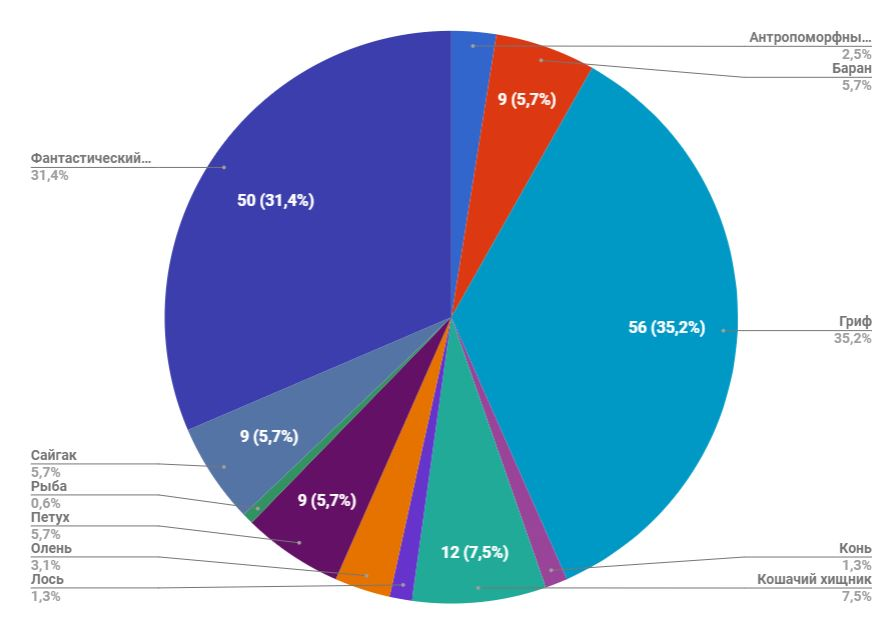 Антропоморфны...
2,5%
Баран
5,7%
9 (5,7%)
Фантастический...
31,4%
50 (31,4%)
Гриф
35,2%
56 (35,2%)
9 (5,7%)
Сайгак
5,7%
Рыба
0,6%
9 (5,7%)
Петух
5,7%
Олень
3,1%
Лось
1,3%
12 (7,5%)
Конь
1,3%
Кошачий хищник
7,5%